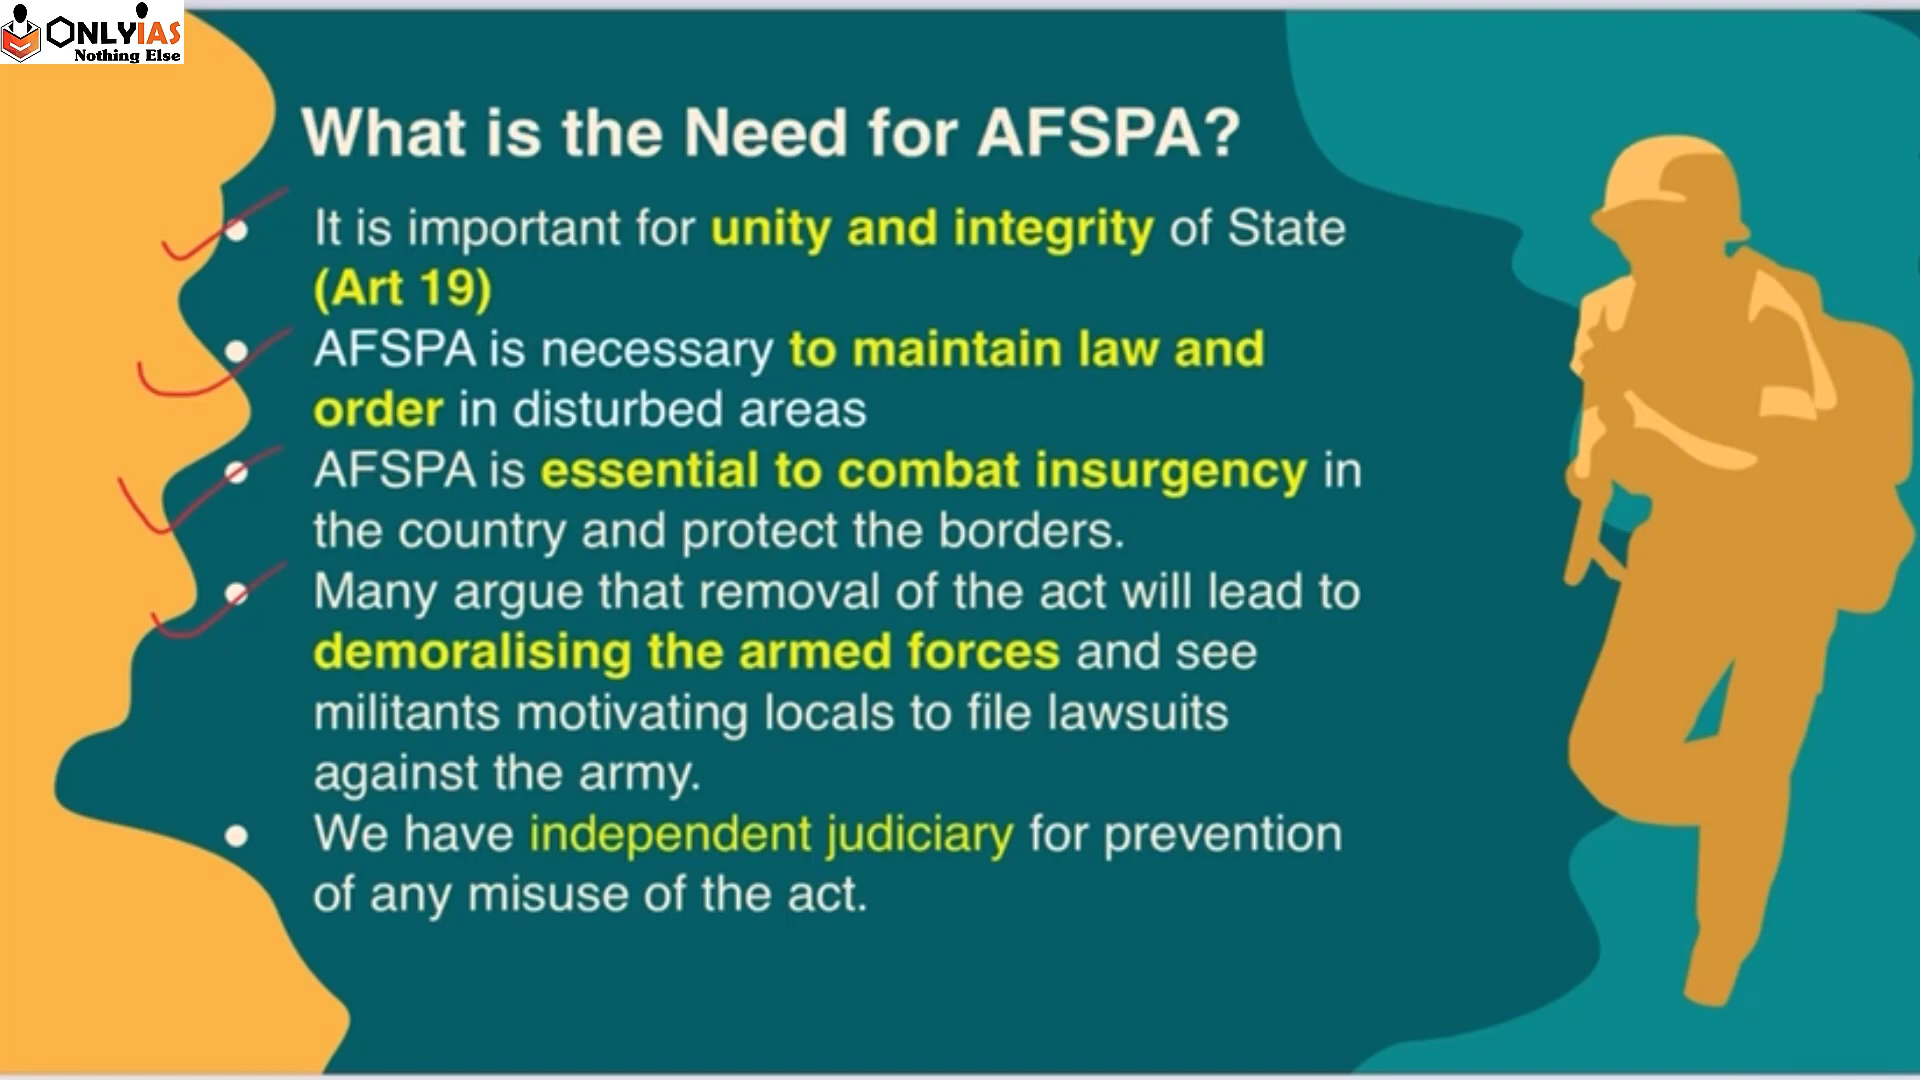 ONLYIAS
Nothing Else
What is the Need for AFSPA?
It is important for unity and integrity of State
(Art 19)
AFSPA is necessary to maintain law and
order in disturbed areas
AFSPA is essential to combat insurgency in
the country and protect the borders.
Many argue that removal of the act will lead to
demoralising the armed forces and see
militants motivating locals to file lawsuits
against the army.
We have independent judiciary for prevention
of any misuse of the act.